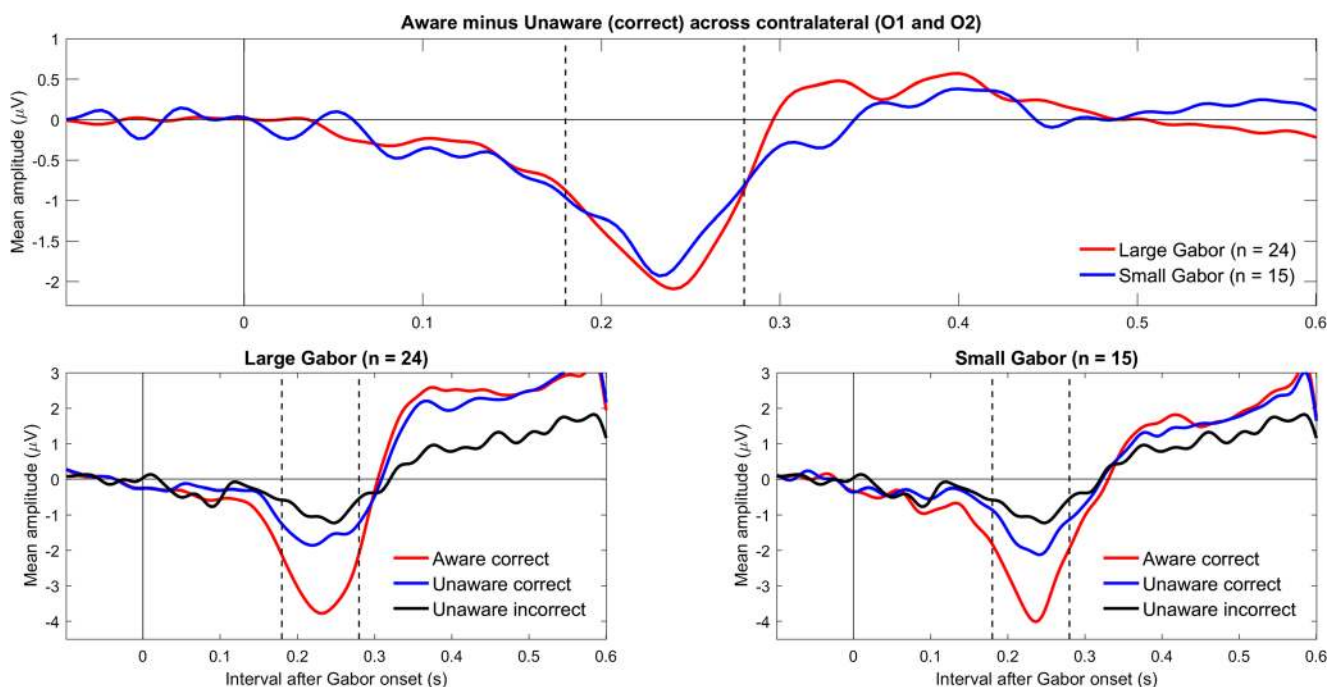 Aware minus Unaware (correct) across contralateral (O1 and O2)
Mean amplitude (μV)
1
0.5
0
-0.5
-1
-1.5
-2
Large Gabor (n = 24)
Small Gabor (n = 15)
0 0.1 0.2 0.3 0.4 0.5 0.6
Large Gabor (n = 24)
Mean amplitude (μV)
3
2
1
0
-1
-2
-3
-4
Aware correct
Unaware correct
Unaware incorrect
0 0.1 0.2 0.3 0.4 0.5 0.6
Interval after Gabor onset (s)
Small Gabor (n = 15)
Mean amplitude (μV)
3
2
1
0
-1
-2
-3
-4
Aware correct
Unaware correct
Unaware incorrect
0 0.1 0.2 0.3 0.4 0.5 0.6
Interval after Gabor onset (s)